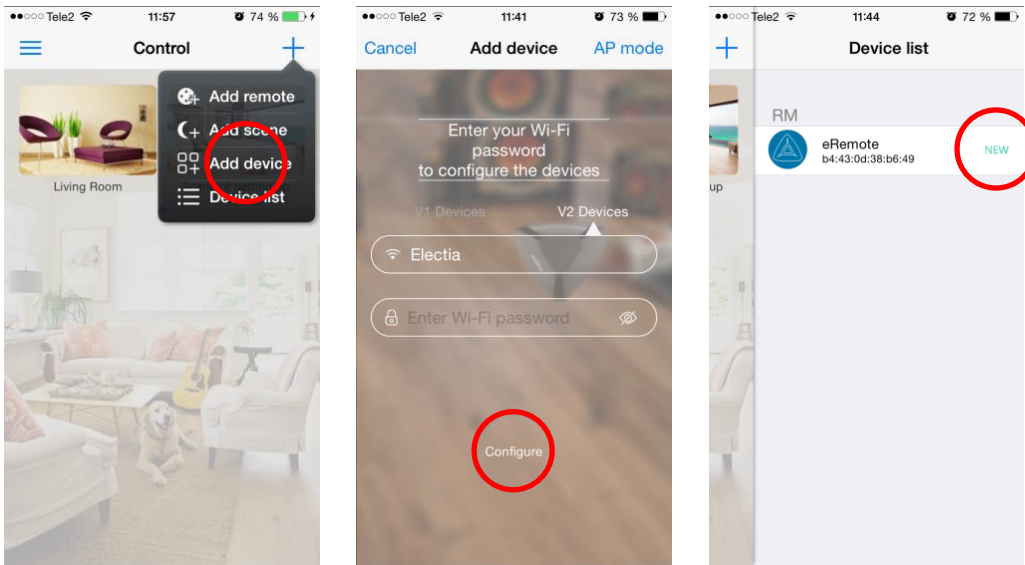 Tele2 11:57 74 %
Control
Add remote
Add scene
Add device
Device list
Living Room
Tele2 11:41 73 %
Cancel Add device AP mode
Enter your Wi-Fi
password
to configure the devices
V1 Devices V2 Devices
Electia
Enter Wi-Fi password
Configure
Tele2 11:44 72 %
Device list
RM
eRemote
b4:43:0d:38:b6:49
NEW
up